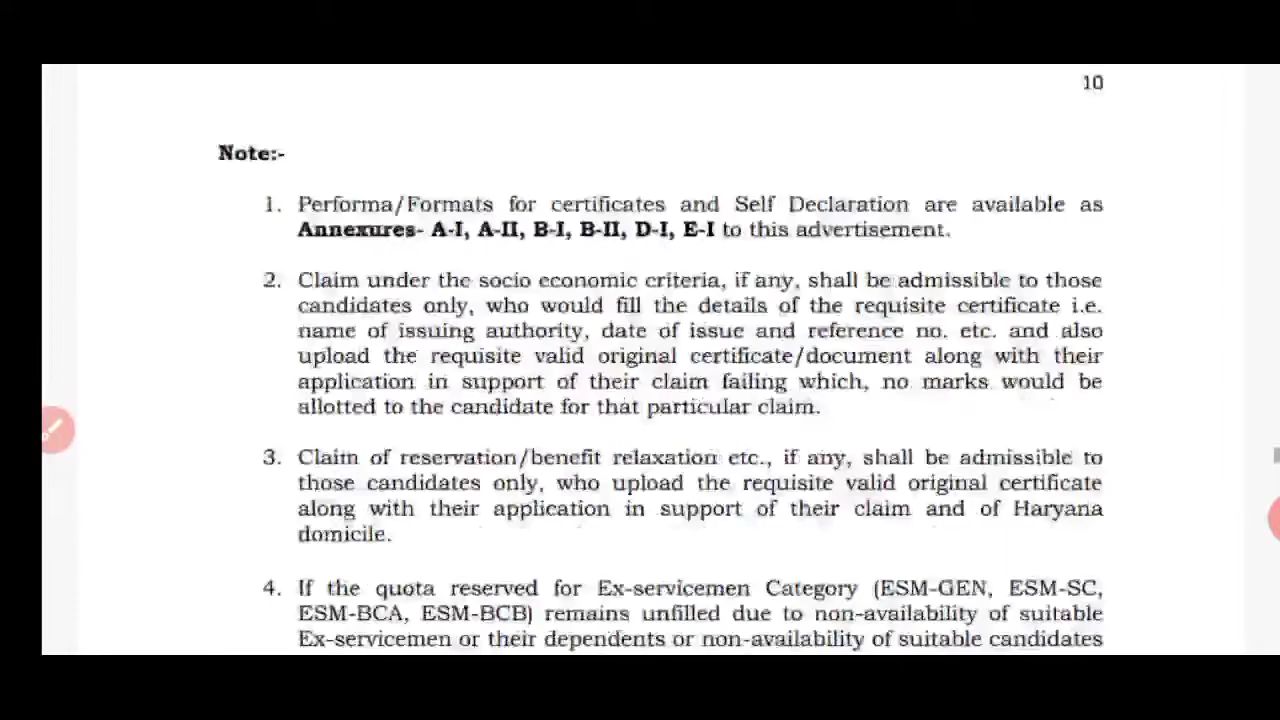 10
Note:-
1. Performa/Formats for certificates and Self Declaration are available as
Annexures- A-I, A-II, B-I, B-II, D-I, E-I to this advertisement.
2. Claim under the socio economic criteria, if any, shall be admissible to those
candidates only, who would fill the details of the requisite certificate i.e.
name of issuing authority, date of issue and reference no. etc. and also
upload the requisite valid original certificate/document along with their
application in support of their claim failing which, no marks would be
allotted to the candidate for that particular claim.
3. Claim of reservation/benefit relaxation etc., if any, shall be admissible to
those candidates only, who upload the requisite valid original certificate
along with their application in support of their claim and of Haryana
domicile.
4. If the quota reserved for Ex-servicemen Category (ESM-GEN, ESM-SC,
ESM-BCA, ESM-BCB) remains unfilled due to non-availability of suitable
Ex-servicemen or their dependents or non-availability of suitable candidates